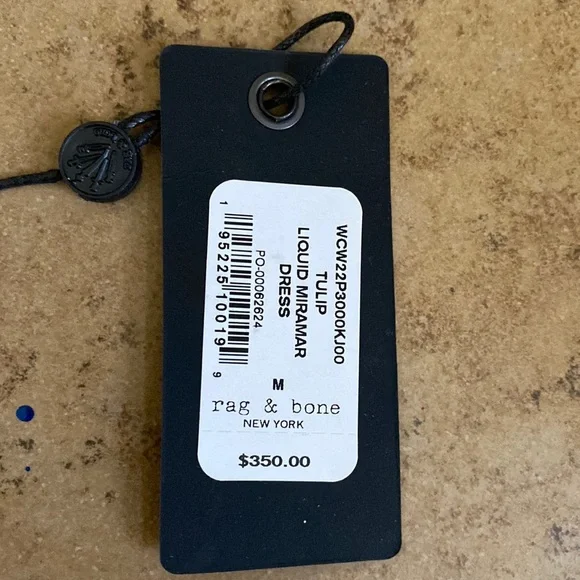 WCW22P3000KJ00
TULIP
LIQUID MIRAMAR
DRESS
PO-00062624
1 95225 10019 9
M
rag & bone
NEW YORK
$350.00